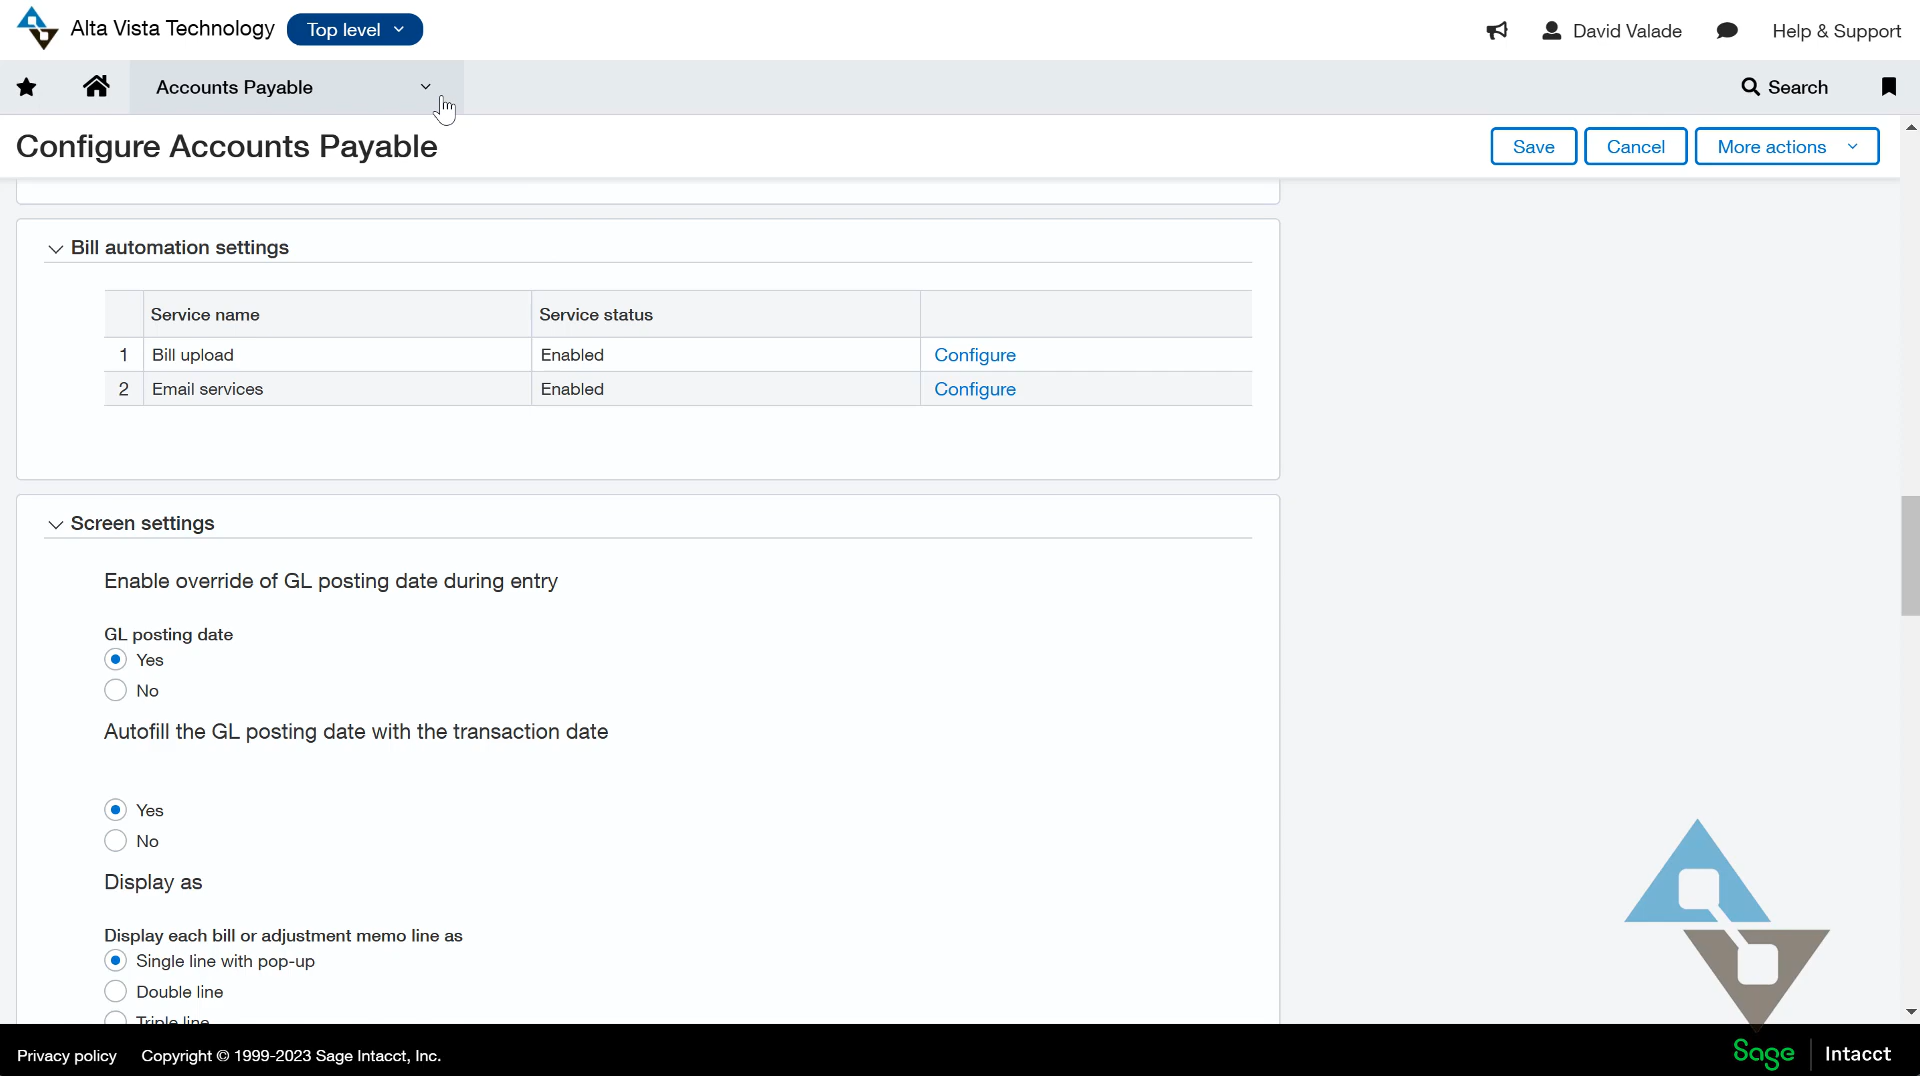 Alta Vista Technology
Top level
David Valade
Help & Support
Accounts Payable
Search
Configure Accounts Payable
Save
Cancel
More actions
Bill automation settings
Service name
Service status
1
Bill upload
Enabled
Configure
2
Email services
Enabled
Configure
Screen settings
Enable override of GL posting date during entry
GL posting date
Yes
No
Autofill the GL posting date with the transaction date
Yes
No
Display as
Display each bill or adjustment memo line as
Single line with pop-up
Double line
Triple line
Privacy policy
Copyright © 1999-2023 Sage Intacct, Inc.
Sage
Intacct